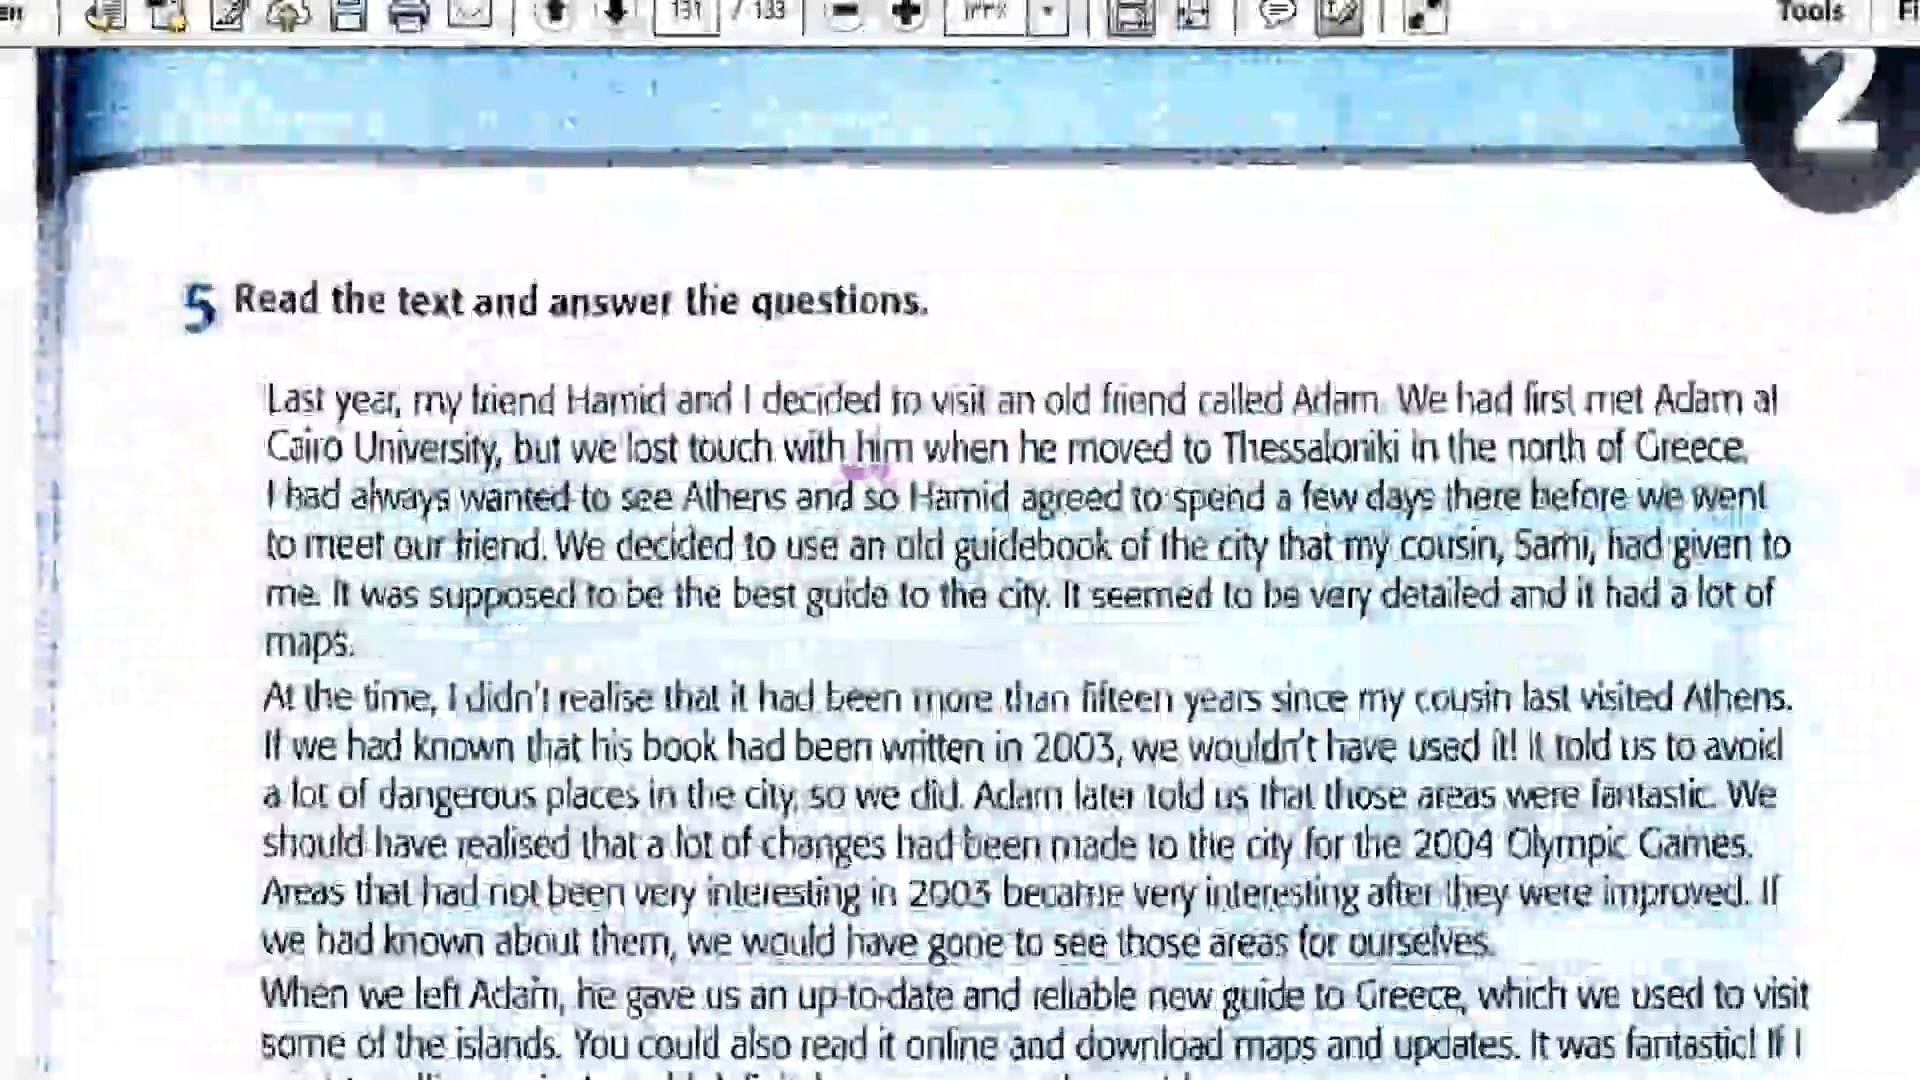 131 / 133
Tools
2
5 Read the text and answer the questions.
Last year, my friend Hamid and I decided to visit an old friend called Adam. We had first met Adam at
Cairo University, but we lost touch with him when he moved to Thessaloniki in the north of Greece.
I had always wanted to see Athens and so Hamid agreed to spend a few days there before we went
to meet our friend. We decided to use an old guidebook of the city that my cousin, Sami, had given to
me. It was supposed to be the best guide to the city. It seemed to be very detailed and it had a lot of
maps.
At the time, I didn't realise that it had been more than fifteen years since my cousin last visited Athens.
If we had known that his book had been written in 2003, we wouldn't have used it! It told us to avoid
a lot of dangerous places in the city, so we did. Adam later told us that those areas were fantastic. We
should have realised that a lot of changes had been made to the city for the 2004 Olympic Games.
Areas that had not been very interesting in 2003 became very interesting after they were improved. If
we had known about them, we would have gone to see those areas for ourselves.
When we left Adam, he gave us an up-to-date and reliable new guide to Greece, which we used to visit
some of the islands. You could also read it online and download maps and updates. It was fantastic! If I